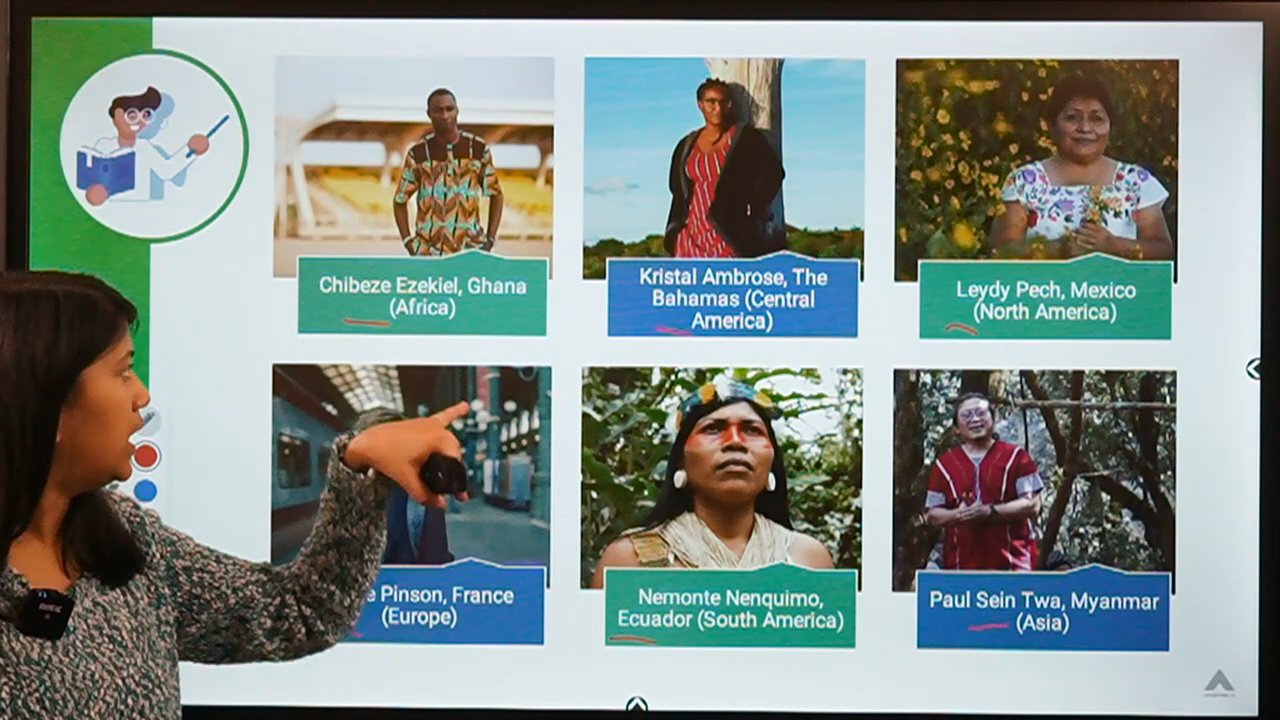 Chibeze Ezekiel, Ghana
(Africa)
Kristal Ambrose, The
Bahamas (Central
America)
Leydy Pech, Mexico
(North America)
Pinson, France
(Europe)
Nemonte Nenquimo,
Ecuador (South America)
Paul Sein Twa, Myanmar
(Asia)